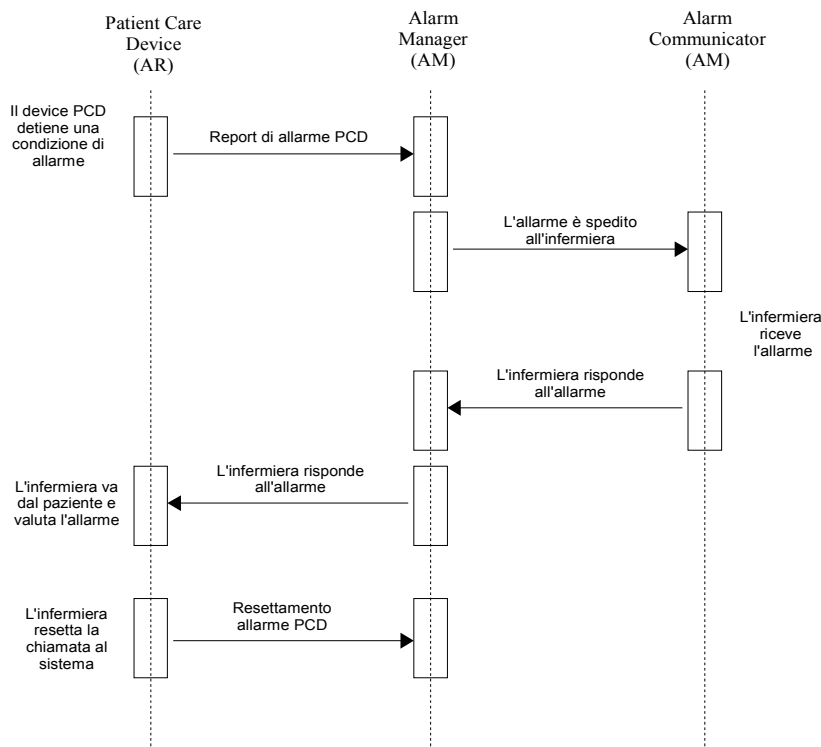 Patient Care
Device
(AR)
Alarm
Manager
(AM)
Alarm
Communicator
(AM)
Il device PCD
detiene una
condizione di
allarme
Report di allarme PCD
L'allarme è spedito
all'infermiera
L'infermiera
riceve
l'allarme
L'infermiera risponde
all'allarme
L'infermiera va
dal paziente e
valuta l'allarme
L'infermiera risponde
all'allarme
L'infermiera
resetta la
chiamata al
sistema
Resettamento
allarme PCD